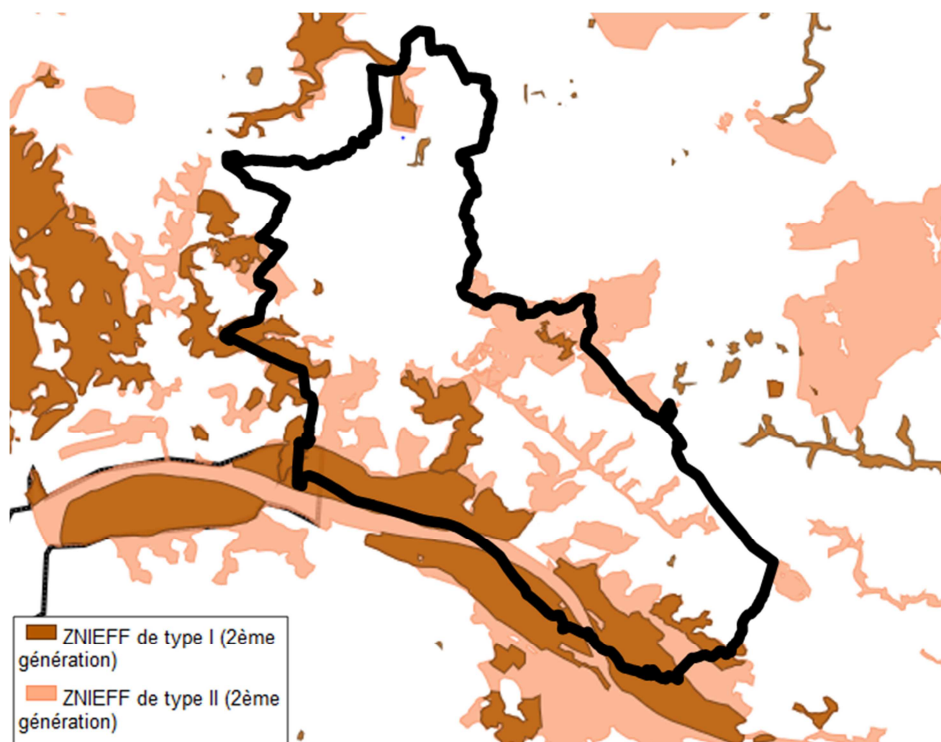 ZNIEFF de type I (2ème
génération)
ZNIEFF de type II (2ème
génération)